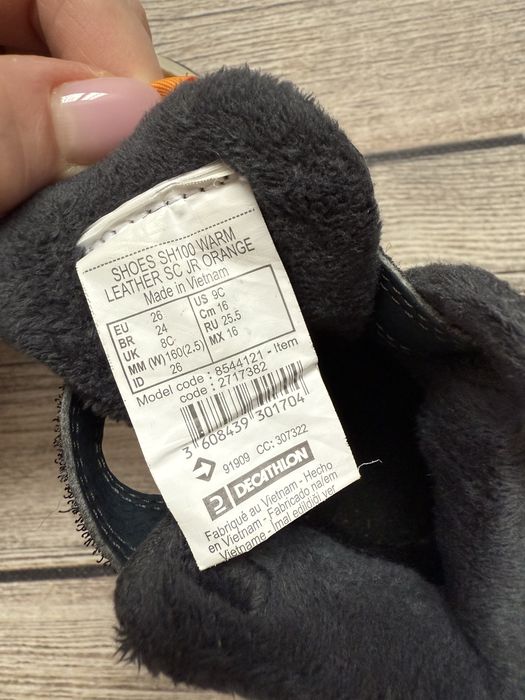 SHOES SH100 WARM
LEATHER SC JR ORANGE
Made in Vietnam
EU 26 US 9C
BR 24 Cm 16
UK 8C RU 25.5
MM (W) 160(2.5) MX 16
ID 26
Model code : 8544121 - Item
code : 2717382
3 608439 301704
91909 CC: 307322
DECATHLON
Fabriqué au Vietnam - Hecho
en Vietnam - Fabricado na/em
Vietname - İmal edildiği yer